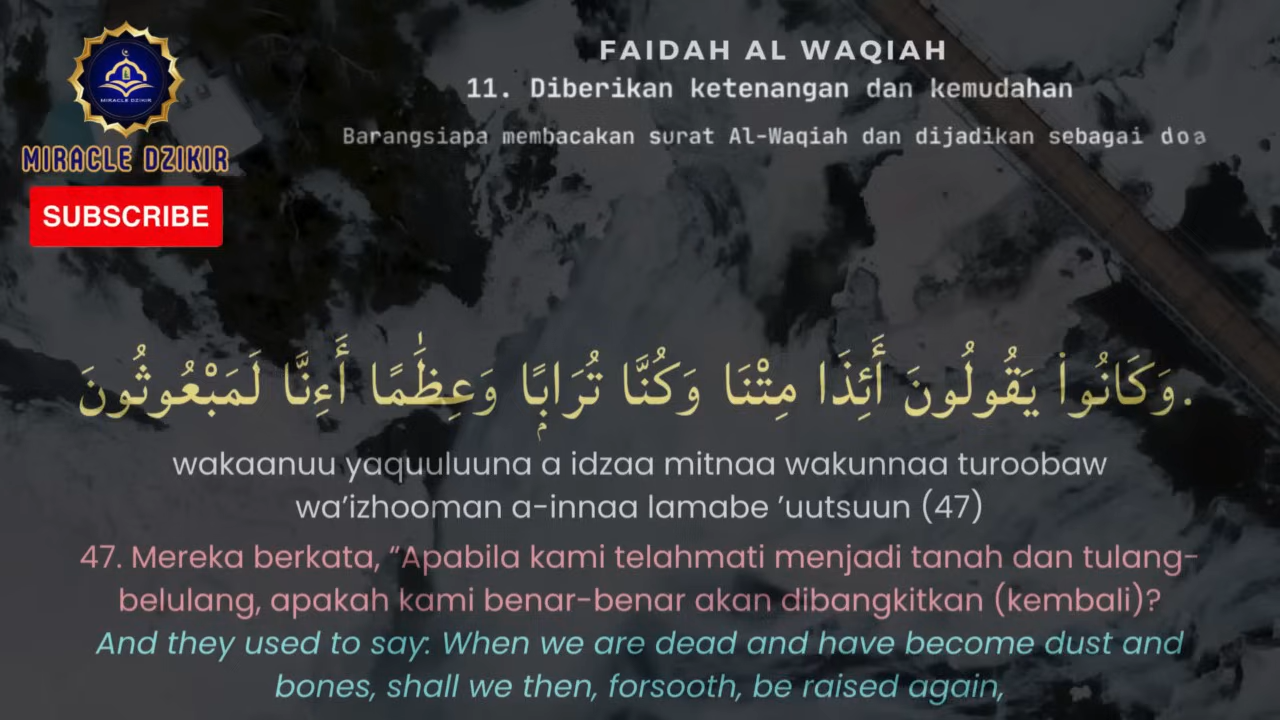 FAIDAH AL WAQIAH
11. Diberikan ketenangan dan kemudahan
Barangsiapa membacakan surat Al-Waqiah dan dijadikan sebagai doa
MIRACLE DZIKIR
MIRACLE DZIKIR
SUBSCRIBE
وَكَانُوا۟ يَقُولُونَ أَئِذَا مِتْنَا وَكُنَّا تُرَابًۭا وَعِظَٰمًا أَءِنَّا لَمَبْعُوثُونَ.
wakaanuu yaquuluuna a idzaa mitnaa wakunnaa turoobaw
wa’izhooman a-innaa lamabe ’uutsuun (47)
47. Mereka berkata, “Apabila kami telahmati menjadi tanah dan tulang-
belulang, apakah kami benar-benar akan dibangkitkan (kembali)?
And they used to say: When we are dead and have become dust and
bones, shall we then, forsooth, be raised again,